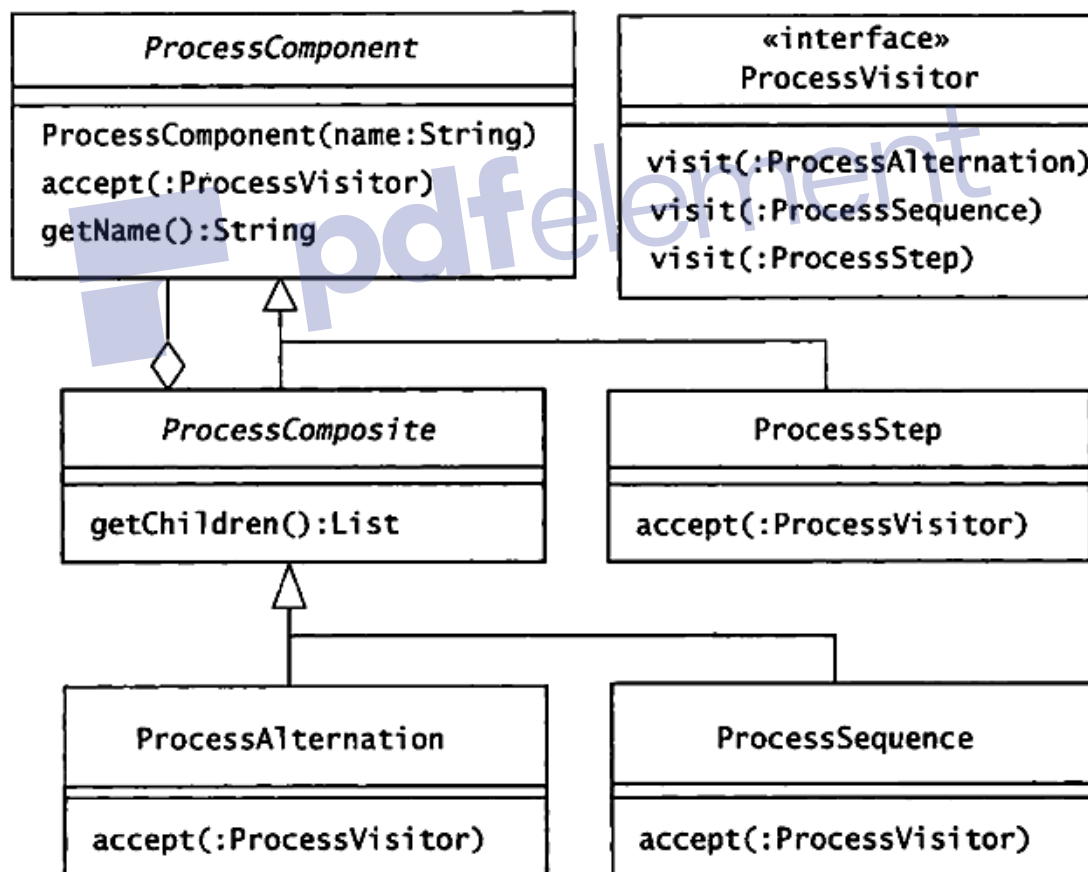 ProcessComponent
ProcessComponent(name:String)
accept(:ProcessVisitor)
getName():String
«interface»
ProcessVisitor
visit(:ProcessAlternation)
visit(:ProcessSequence)
visit(:ProcessStep)
pdfelement
ProcessComposite
getChildren():List
ProcessStep
accept(:ProcessVisitor)
ProcessAlternation
accept(:ProcessVisitor)
ProcessSequence
accept(:ProcessVisitor)